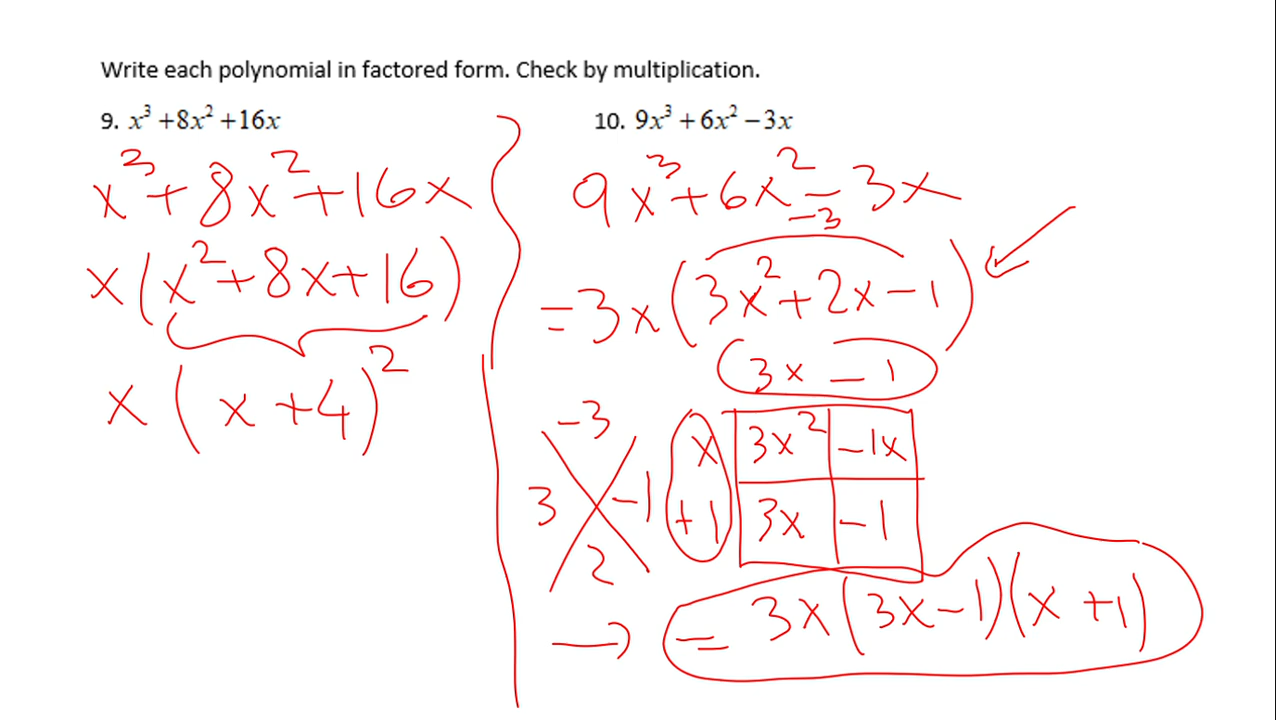 Write each polynomial in factored form. Check by multiplication.
9. x³ +8x² +16x
x³+8x²+16x
x(x²+8x+16)
x(x+4)²
10. 9x³ +6x² −3x
9x³+6x²−3x
−3
=3x(3x²+2x−1)
3x −1
−3
3 −1
2
x 3x² −1x
+1 3x −1
→ = 3x(3x−1)(x+1)